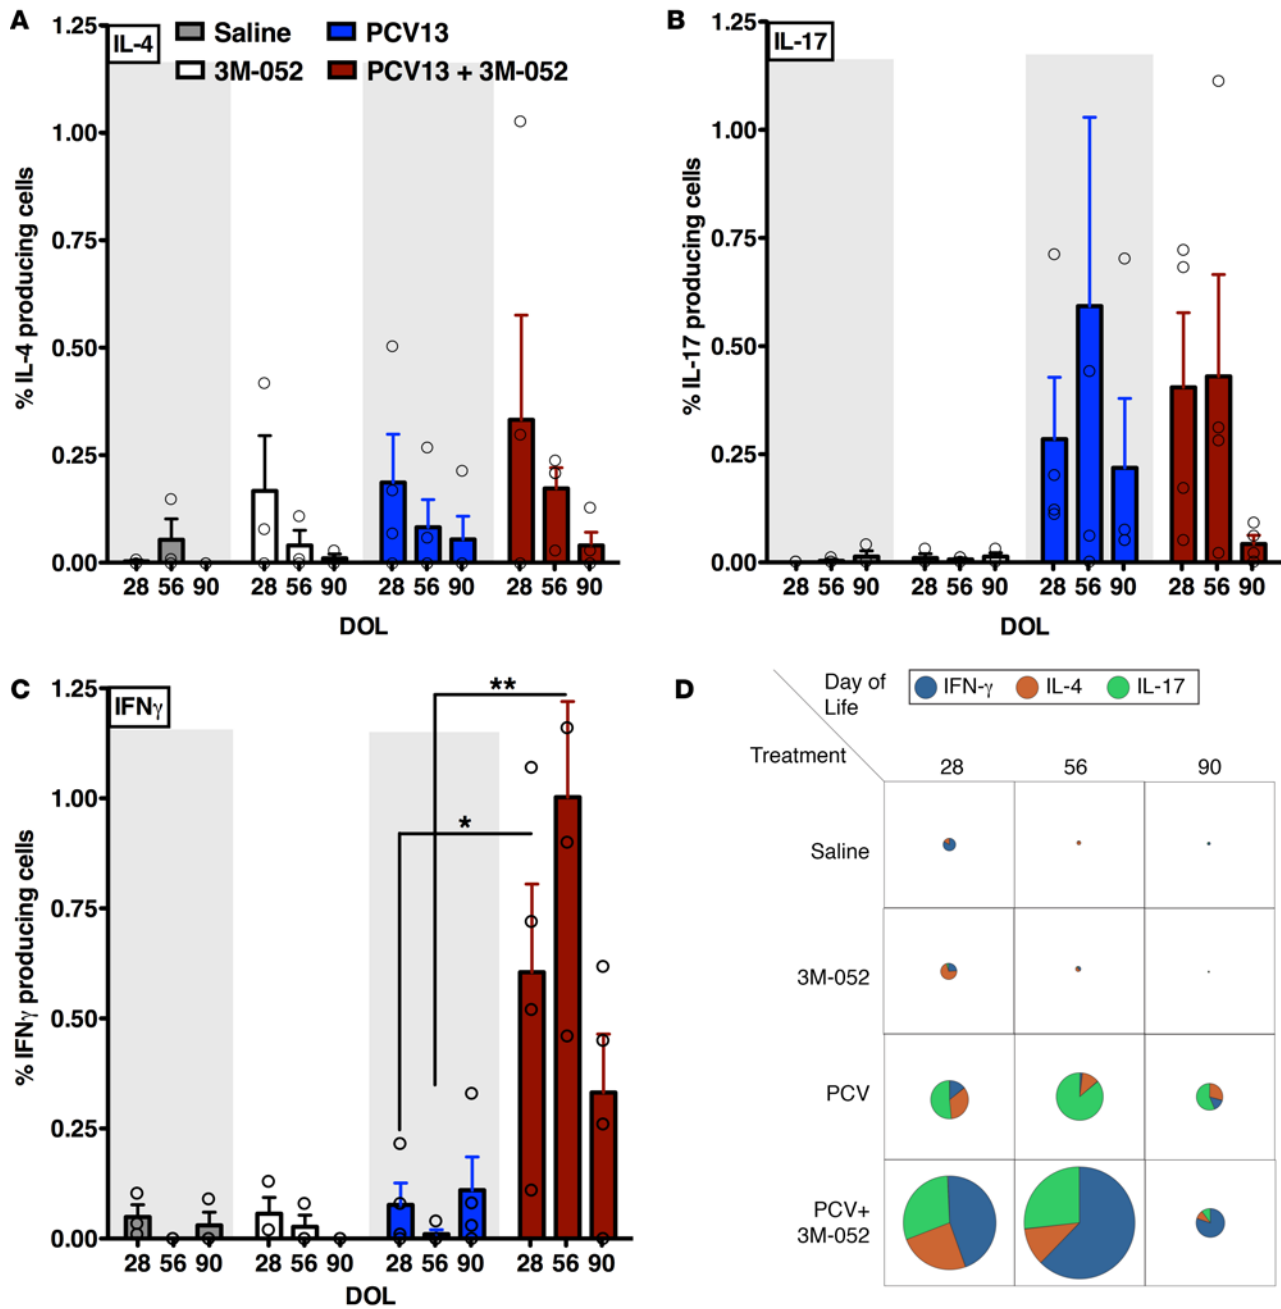 A
IL-4
Saline
PCV13
3M-052
PCV13 + 3M-052
% IL-4 producing cells
1.25
1.00
0.75
0.50
0.25
0.00
28 56 90 28 56 90 28 56 90 28 56 90
DOL
B
IL-17
% IL-17 producing cells
1.25
1.00
0.75
0.50
0.25
0.00
28 56 90 28 56 90 28 56 90 28 56 90
DOL
C
IFNγ
% IFNγ producing cells
1.25
1.00
0.75
0.50
0.25
0.00
*
**
28 56 90 28 56 90 28 56 90 28 56 90
DOL
D
Day of
Life
IFN-γ IL-4 IL-17
Treatment
28 56 90
Saline
3M-052
PCV
PCV+
3M-052